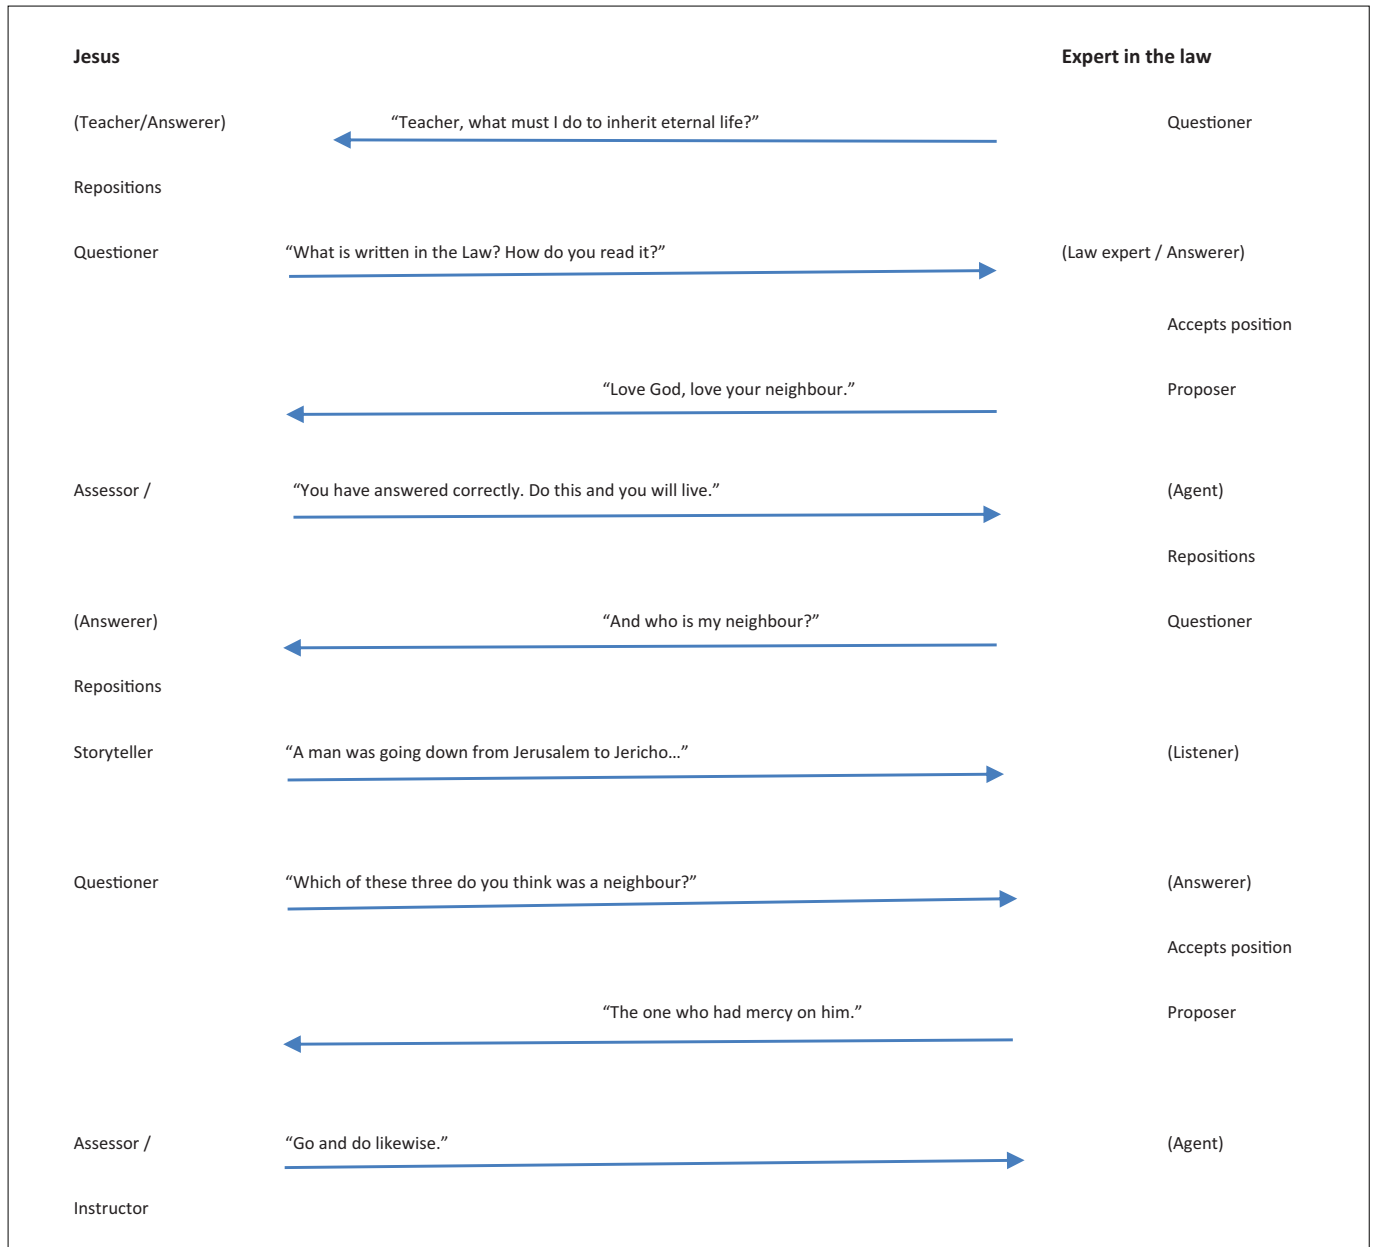 Jesus Expert in the law
(Teacher/Answerer) “Teacher, what must I do to inherit eternal life?” Questioner
Repositions
Questioner “What is written in the Law? How do you read it?” (Law expert / Answerer)
Accepts position
“Love God, love your neighbour.” Proposer
Assessor / “You have answered correctly. Do this and you will live.” (Agent)
Repositions
(Answerer) “And who is my neighbour?” Questioner
Repositions
Storyteller “A man was going down from Jerusalem to Jericho…” (Listener)
Questioner “Which of these three do you think was a neighbour?” (Answerer)
Accepts position
“The one who had mercy on him.” Proposer
Assessor / “Go and do likewise.” (Agent)
Instructor